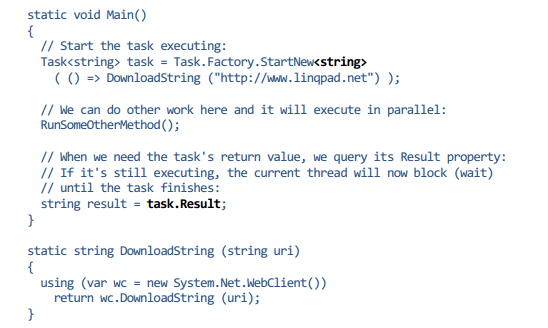 static void Main()
{
// Start the task executing:
Task<string> task = Task.Factory.StartNew<string>
( () => DownloadString ("http://www.linqpad.net") );
// We can do other work here and it will execute in parallel:
RunSomeOtherMethod();
// When we need the task's return value, we query its Result property:
// If it's still executing, the current thread will now block (wait)
// until the task finishes:
string result = task.Result;
}
static string DownloadString (string uri)
{
using (var wc = new System.Net.WebClient())
return wc.DownloadString (uri);
}